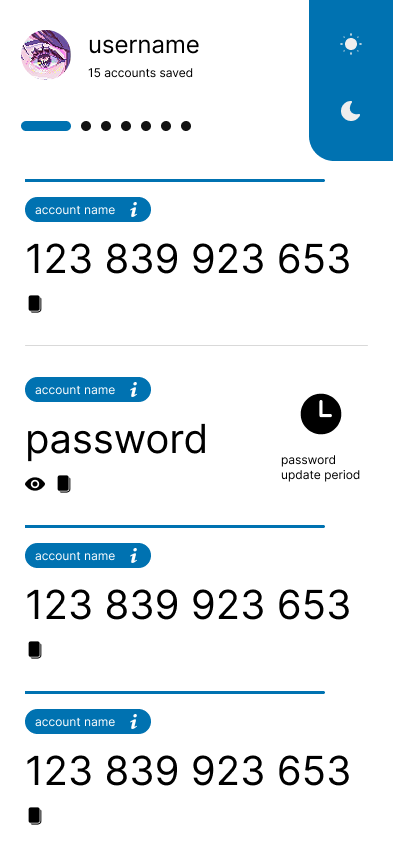 username
15 accounts saved
account name i
123 839 923 653
account name i
password
password
update period
account name i
123 839 923 653
account name i
123 839 923 653